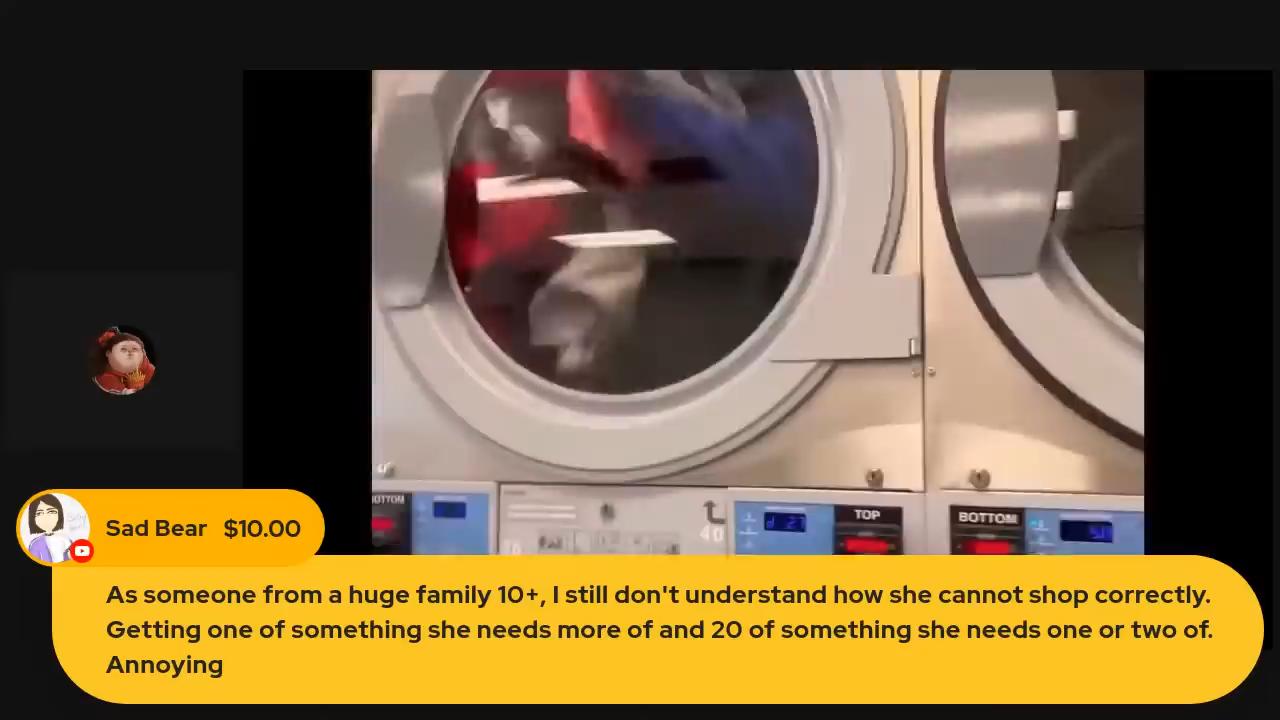 BOTTOM
40
TOP
BOTTOM
Sad Bear $10.00
As someone from a huge family 10+, I still don't understand how she cannot shop correctly.
Getting one of something she needs more of and 20 of something she needs one or two of.
Annoying